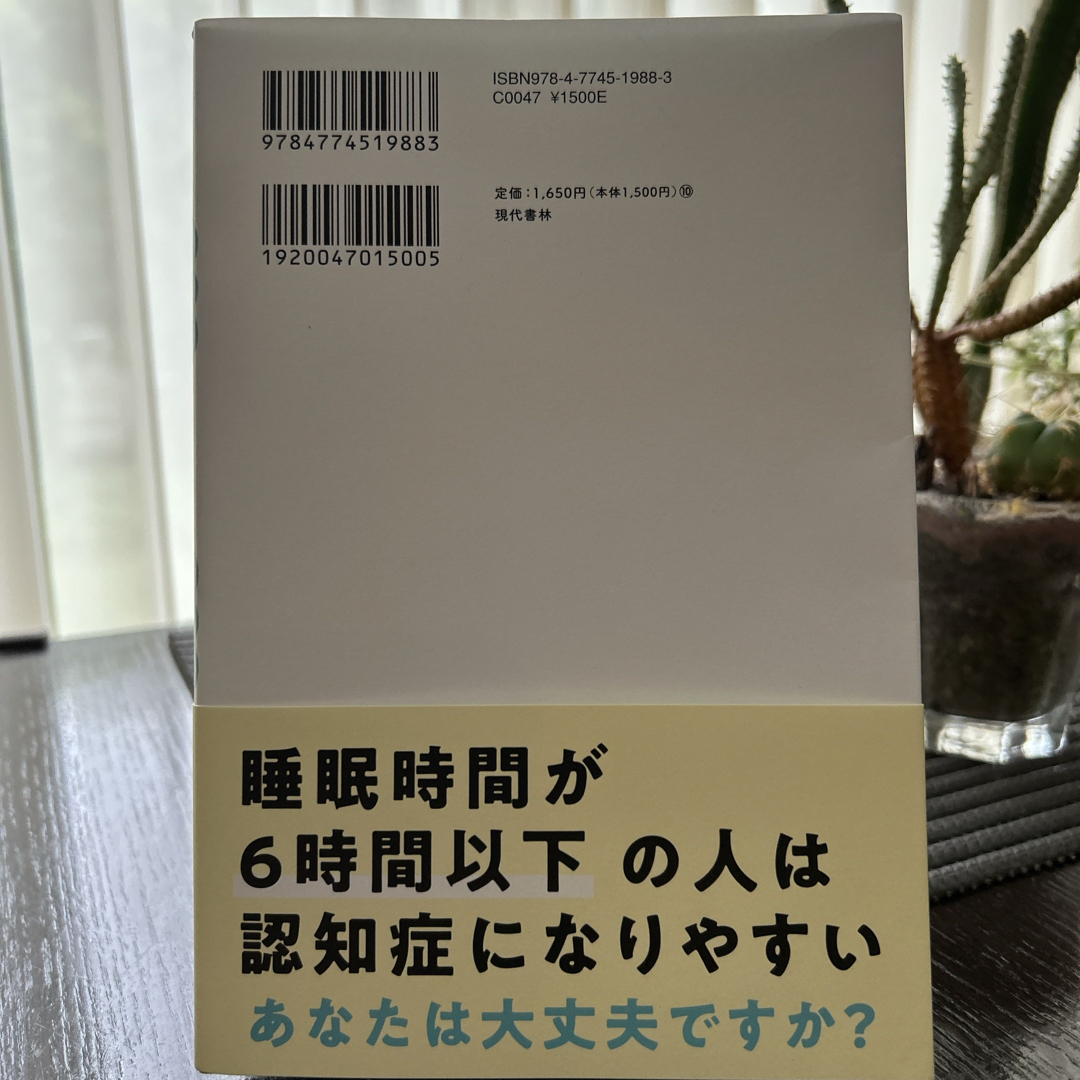 ISBN978-4-7745-1988-3
C0047 ¥1500E
9784774519883
定価:1,650円(本体1,500円)⑩
現代書林
1920047015005
睡眠時間が
6時間以下 の人は
認知症になりやすい
あなたは大丈夫ですか?